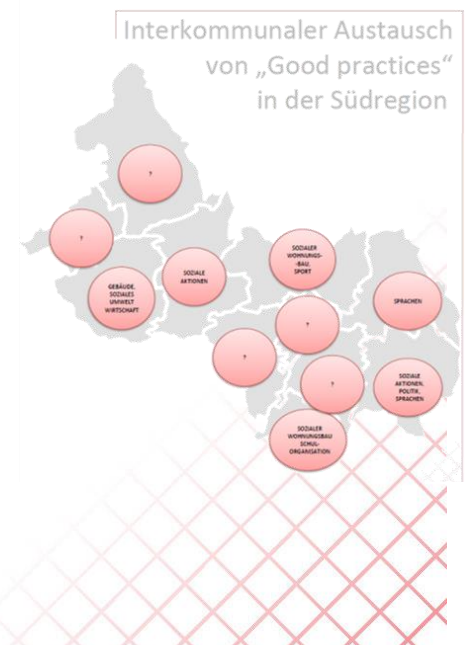 Interkommunaler Austausch
von „Good practices“
in der Südregion
?
?
GEBÄUDE,
SOZIALES
UMWELT
WIRTSCHAFT
SOZIALE
AKTIONEN
SOZIALER
WOHNUNGS-
-BAU,
SPORT
SPRACHEN
?
?
?
SOZIALE
AKTIONEN,
POLITIK,
SPRACHEN
SOZIALER
WOHNUNGSBAU
SCHUL-
ORGANISATION